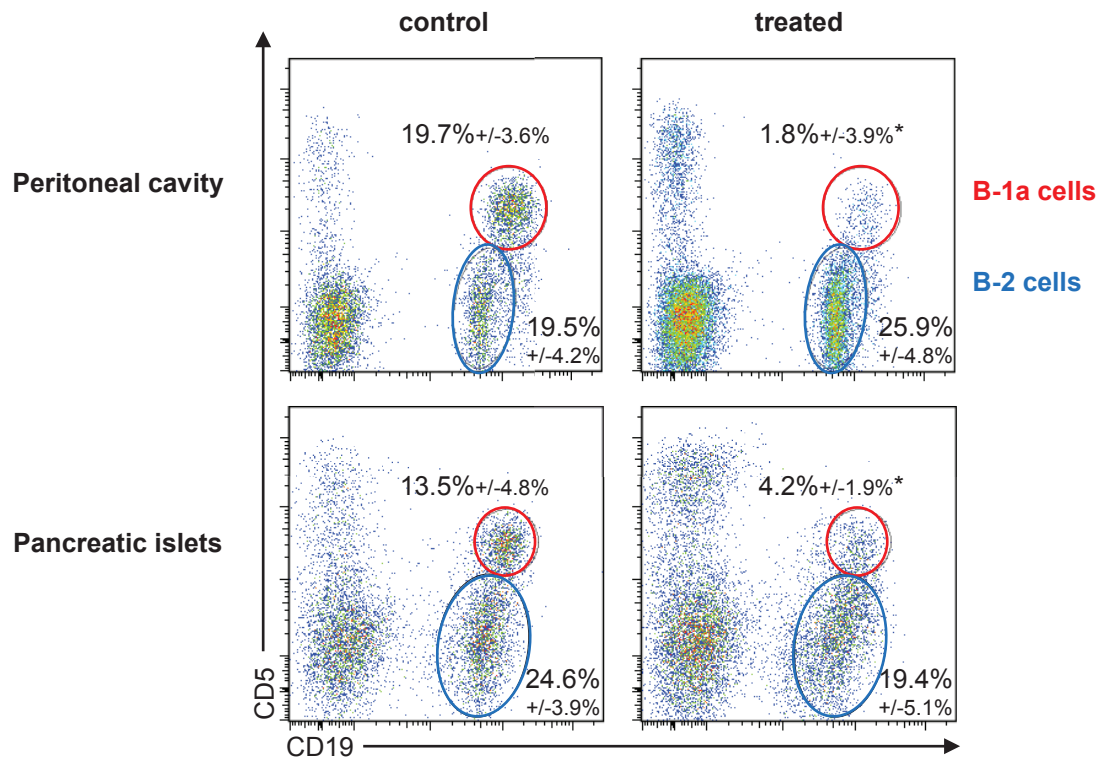 control
treated
19.7%+/-3.6%
1.8%+/-3.9%*
Peritoneal cavity
B-1a cells
B-2 cells
19.5%
+/-4.2%
25.9%
+/-4.8%
13.5%+/-4.8%
4.2%+/-1.9%*
Pancreatic islets
24.6%
+/-3.9%
19.4%
+/-5.1%
CD5
CD19